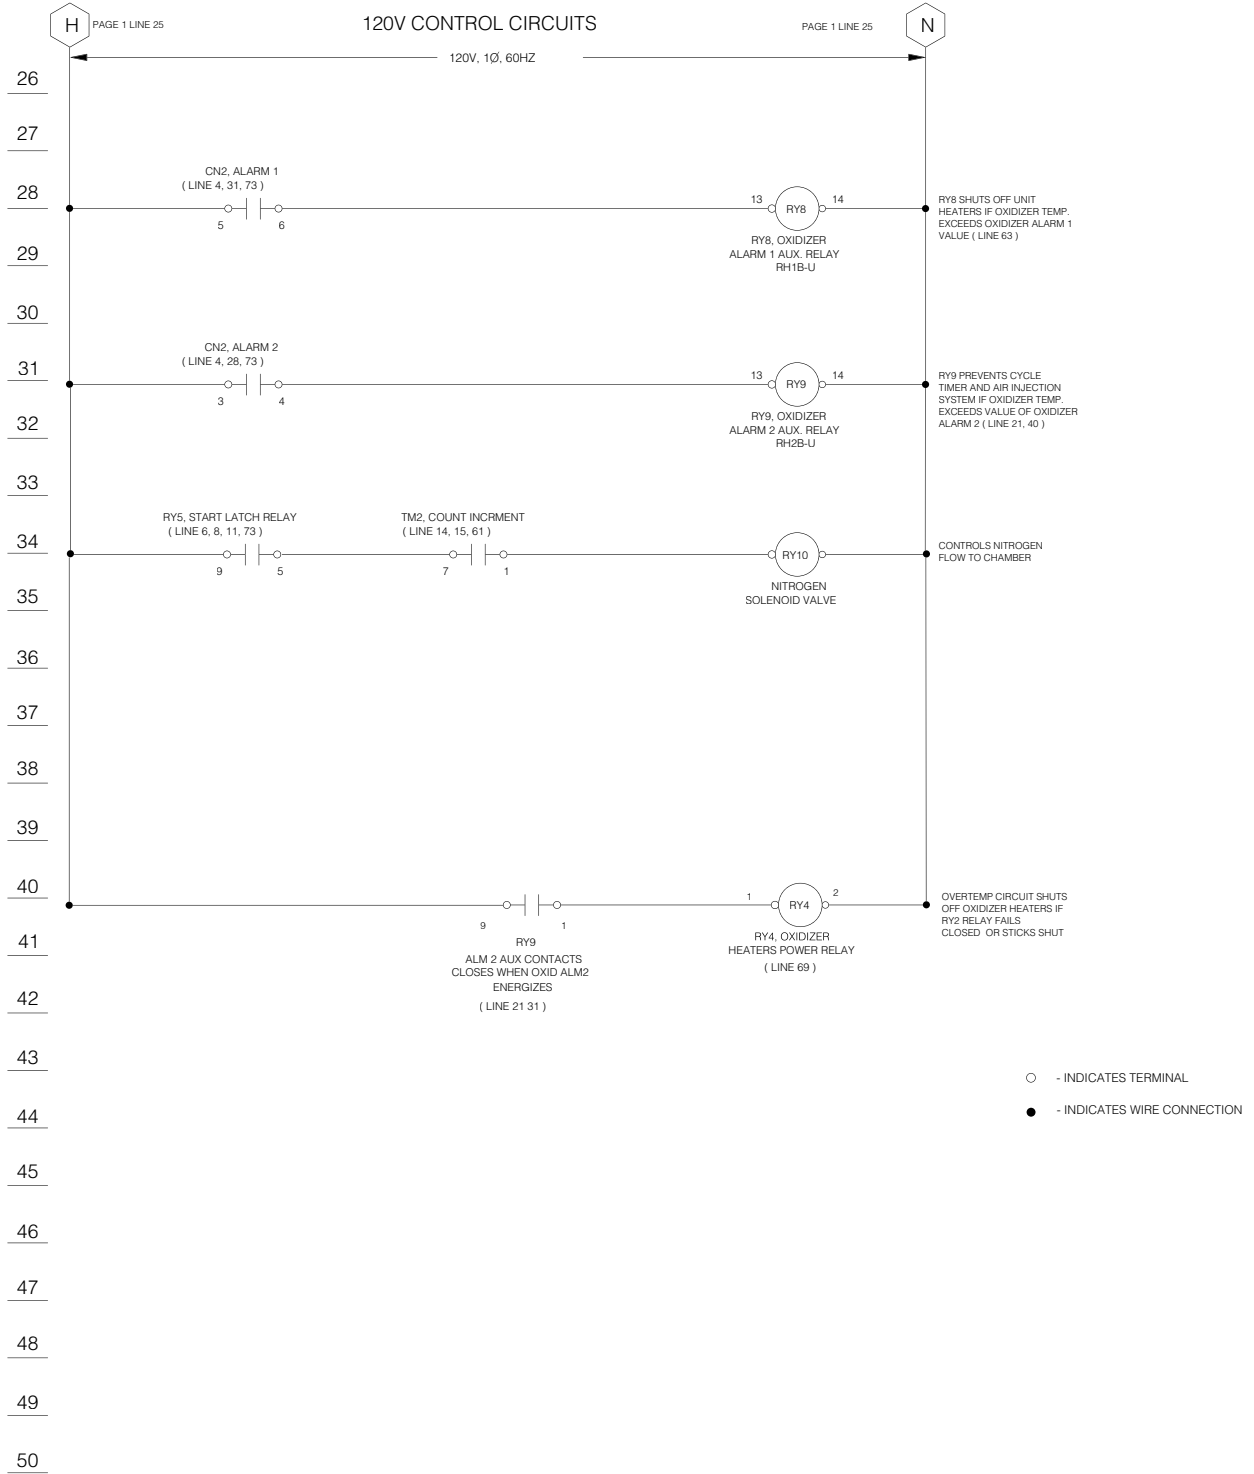 H
PAGE 1 LINE 25
120V CONTROL CIRCUITS
PAGE 1 LINE 25
N
120V, 1Ø, 60HZ
26
27
CN2, ALARM 1
( LINE 4, 31, 73 )
28
5
6
13
RY8
14
RY8, OXIDIZER
ALARM 1 AUX. RELAY
RH1B-U
RY8 SHUTS OFF UNIT
HEATERS IF OXIDIZER TEMP.
EXCEEDS OXIDIZER ALARM 1
VALUE ( LINE 63 )
29
30
CN2, ALARM 2
( LINE 4, 28, 73 )
31
3
4
13
RY9
14
RY9, OXIDIZER
ALARM 2 AUX. RELAY
RH2B-U
RY9 PREVENTS CYCLE
TIMER AND AIR INJECTION
SYSTEM IF OXIDIZER TEMP.
EXCEEDS VALUE OF OXIDIZER
ALARM 2 ( LINE 21, 40 )
32
33
RY5, START LATCH RELAY
( LINE 6, 8, 11, 73 )
TM2, COUNT INCRMENT
( LINE 14, 15, 61 )
34
9
5
7
1
RY10
NITROGEN
SOLENOID VALVE
CONTROLS NITROGEN
FLOW TO CHAMBER
35
36
37
38
39
40
9
1
RY9
ALM 2 AUX CONTACTS
CLOSES WHEN OXID ALM2
ENERGIZES
( LINE 21 31 )
1
RY4
2
RY4, OXIDIZER
HEATERS POWER RELAY
( LINE 69 )
OVERTEMP CIRCUIT SHUTS
OFF OXIDIZER HEATERS IF
RY2 RELAY FAILS
CLOSED OR STICKS SHUT
41
42
43
- INDICATES TERMINAL
- INDICATES WIRE CONNECTION
44
45
46
47
48
49
50